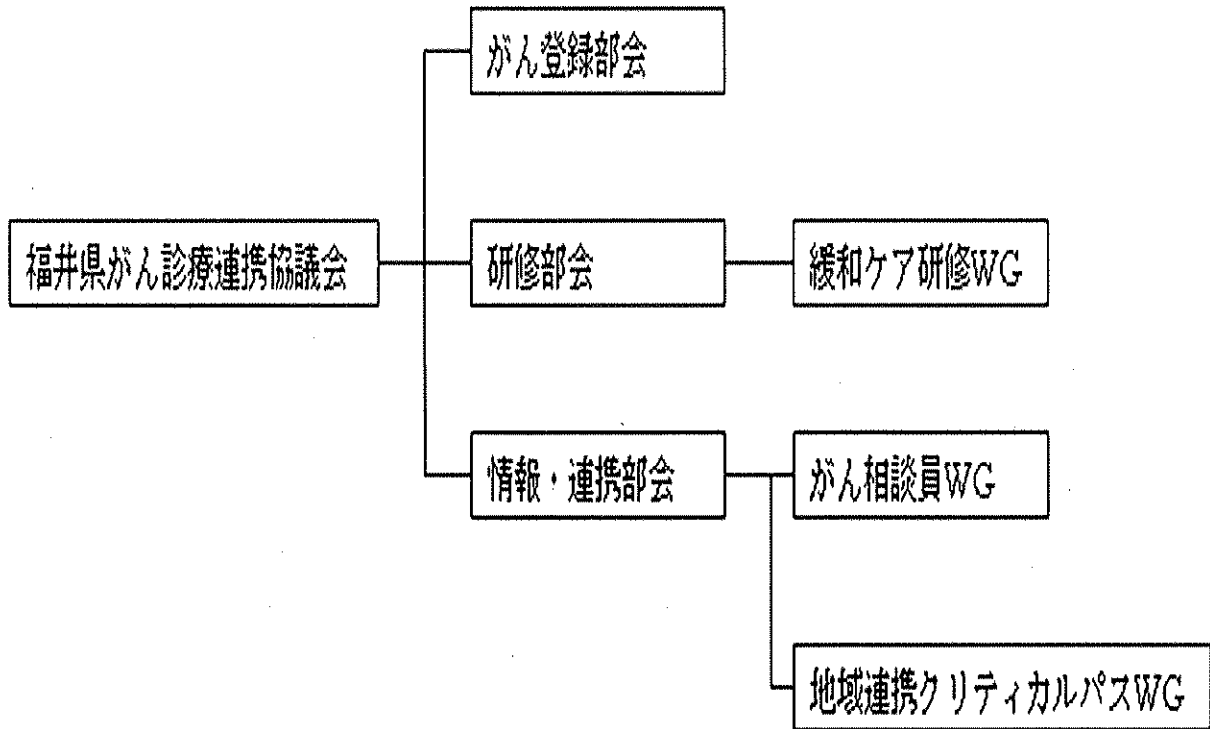 がん登録部会
福井県がん診療連携協議会
研修部会
緩和ケア研修WG
情報・連携部会
がん相談員WG
地域連携クリティカルパスWG